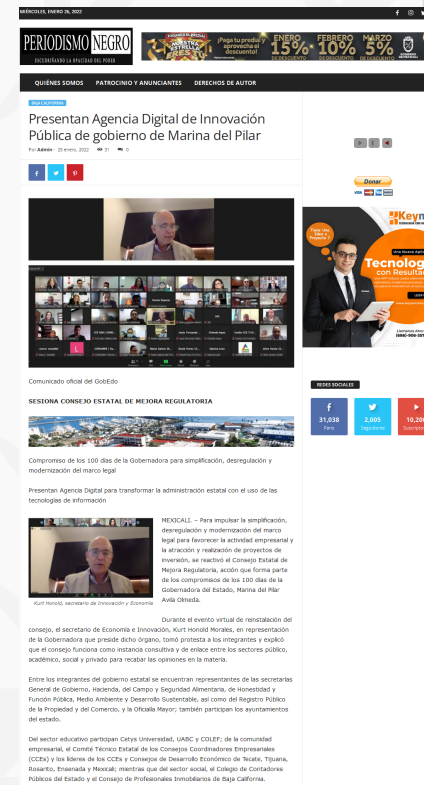 MIÉRCOLES, ENERO 26, 2022
PERIODISMO NEGRO
ESCUDRIÑANDO LA OPACIDAD DEL PODER
¡Paga tu predial y
aprovecha el
descuento!
ENERO
15%
DE DESCUENTO
FEBRERO
10%
DE DESCUENTO
MARZO
5%
DE DESCUENTO
QUIÉNES SOMOS PATROCINIO Y ANUNCIANTES DERECHOS DE AUTOR
BAJA CALIFORNIA
Presentan Agencia Digital de Innovación
Pública de gobierno de Marina del Pilar
Por Admin - 25 enero, 2022 31 0
Donar
Keyn
Tiene Una
Idea o
Proyecto ?
Tecnolog
con Resulta
Llamanos Ahor
Comunicado oficial del GobEdo
SESIONA CONSEJO ESTATAL DE MEJORA REGULATORIA
REDES SOCIALES
31,038
Fans
2,005
Seguidores
10,200
Suscriptor
Compromiso de los 100 días de la Gobernadora para simplificación, desregulación y
modernización del marco legal
Presentan Agencia Digital para transformar la administración estatal con el uso de las
tecnologías de información
MEXICALI. – Para impulsar la simplificación,
desregulación y modernización del marco
legal para favorecer la actividad empresarial y
la atracción y realización de proyectos de
inversión, se reactivó el Consejo Estatal de
Mejora Regulatoria, acción que forma parte
de los compromisos de los 100 días de la
Gobernadora del Estado, Marina del Pilar
Avila Olmeda.
Kurt Honold, secretario de Innovación y Economía
Durante el evento virtual de reinstalación del
consejo, el secretario de Economía e Innovación, Kurt Honold Morales, en representación
de la Gobernadora que preside dicho órgano, tomó protesta a los integrantes y explicó
que el consejo funciona como instancia consultiva y de enlace entre los sectores público,
académico, social y privado para recabar las opiniones en la materia.
Entre los integrantes del gobierno estatal se encuentran representantes de las secretarías
General de Gobierno, Hacienda, del Campo y Seguridad Alimentaria, de Honestidad y
Función Pública, Medio Ambiente y Desarrollo Sustentable, así como del Registro Público
de la Propiedad y del Comercio, y la Oficialía Mayor; también participan los ayuntamientos
del estado.
Del sector educativo participan Cetys Universidad, UABC y COLEF; de la comunidad
empresarial, el Comité Técnico Estatal de los Consejos Coordinadores Empresariales
(CCEs) y los líderes de los CCEs y Consejos de Desarrollo Económico de Tecate, Tijuana,
Rosarito, Ensenada y Mexicali; mientras que del sector social, el Colegio de Contadores
Públicos del Estado y el Consejo de Profesionales Inmobiliarios de Baja California.